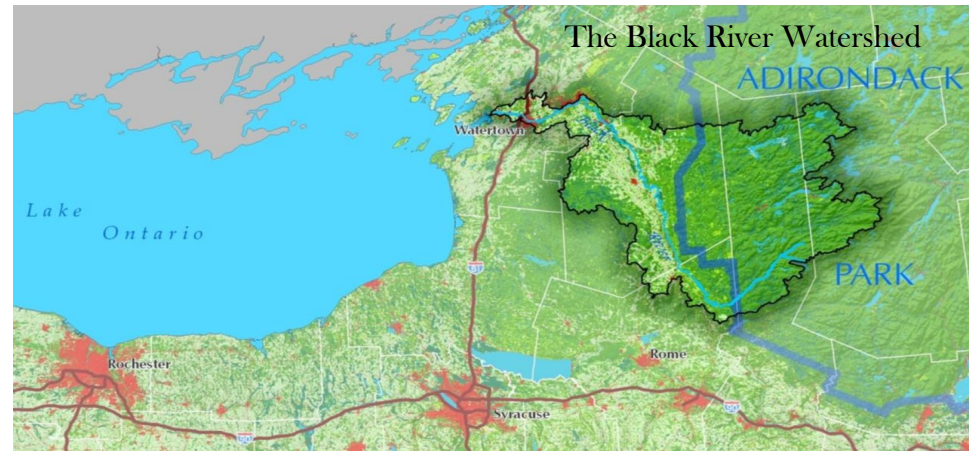 The Black River Watershed
ADIRONDACK
Watertown
Lake
Ontario
PARK
Rochester
Rome
Syracuse